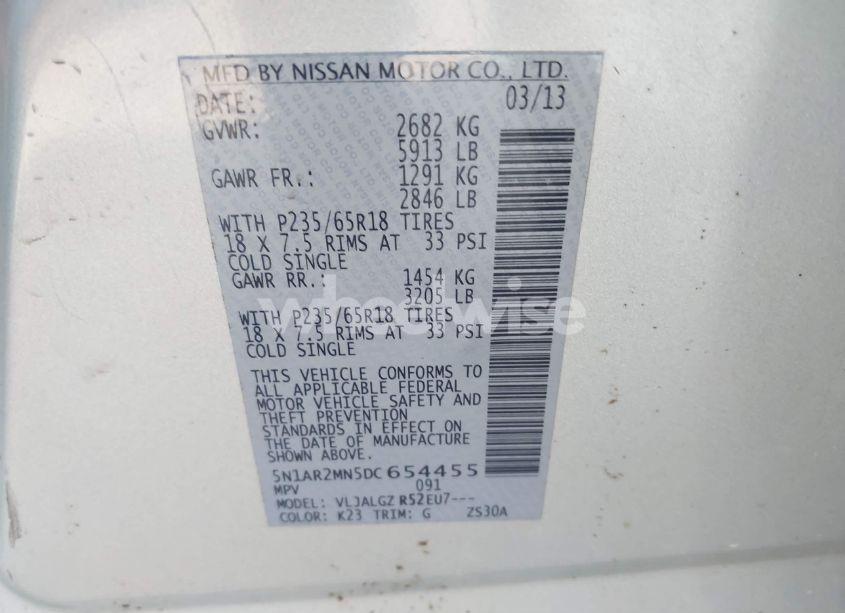 MFD BY NISSAN MOTOR CO., LTD.
DATE: 03/13
GVWR: 2682 KG
5913 LB
GAWR FR.: 1291 KG
2846 LB
WITH P235/65R18 TIRES
18 X 7.5 RIMS AT 33 PSI
COLD SINGLE
GAWR RR.: 1454 KG
3205 LB
WITH P235/65R18 TIRES
18 X 7.5 RIMS AT 33 PSI
COLD SINGLE
THIS VEHICLE CONFORMS TO
ALL APPLICABLE FEDERAL
MOTOR VEHICLE SAFETY AND
THEFT PREVENTION
STANDARDS IN EFFECT ON
THE DATE OF MANUFACTURE
SHOWN ABOVE.
5N1AR2MN5DC654455
MPV 091
MODEL: VLJALGZ R52EU7---
COLOR: K23 TRIM: G ZS30A
wheelwise